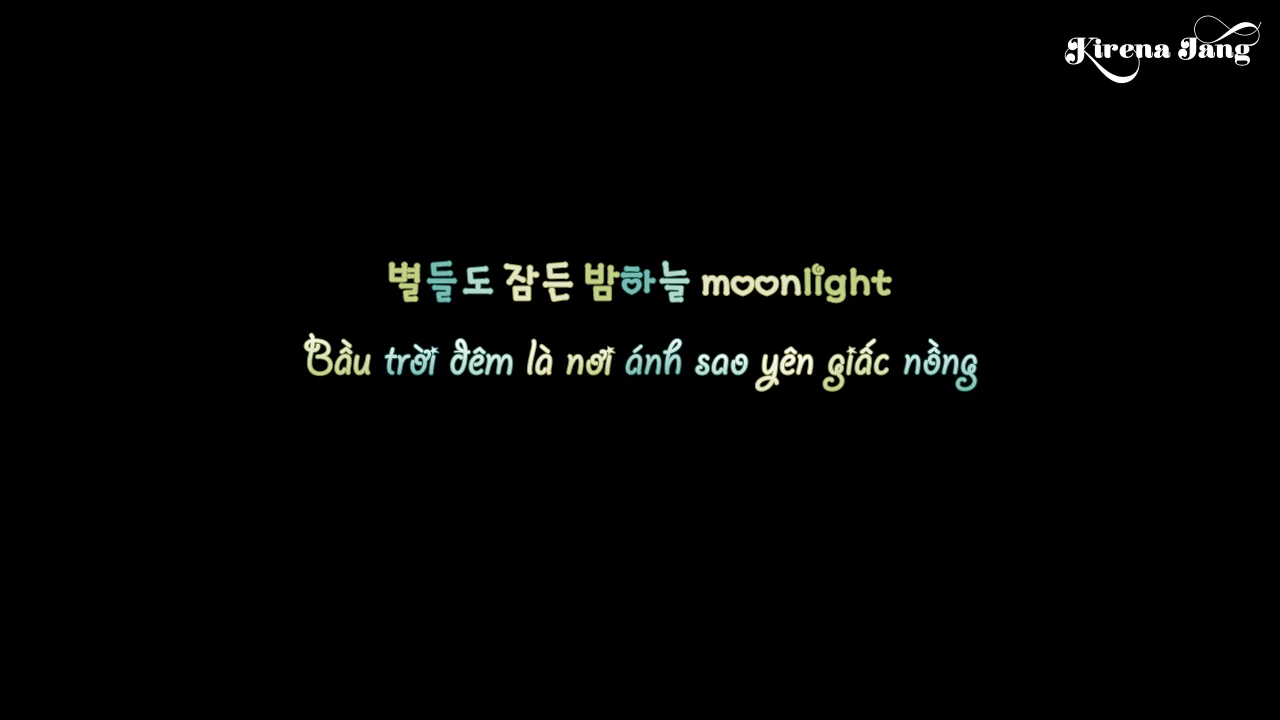 Kirena Jang
별들도 잠든 밤하늘 moonlight
Bầu trời đêm là nơi ánh sao yên giấc nồng